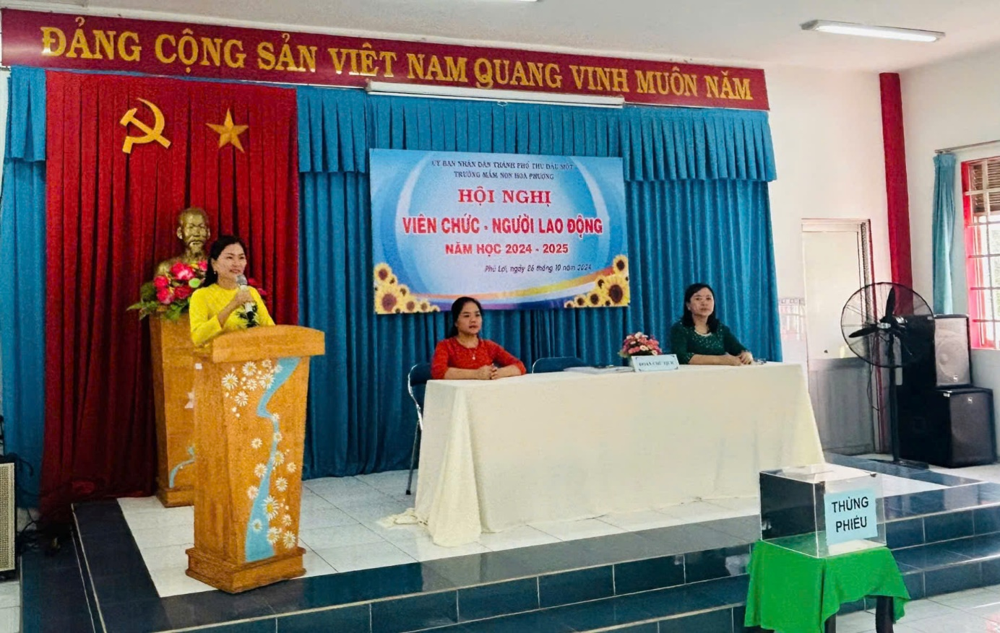 ĐẢNG CỘNG SẢN VIỆT NAM QUANG VINH MUÔN NĂM
ỦY BAN NHÂN DÂN THÀNH PHỐ THỦ DẦU MỘT
TRƯỜNG MẦM NON HOA PHƯỢNG
HỘI NGHỊ
VIÊN CHỨC - NGƯỜI LAO ĐỘNG
NĂM HỌC 2024 - 2025
Phú Lợi, ngày 26 tháng 10 năm 2024
ĐOÀN CHỦ TỊCH
THÙNG
PHIẾU